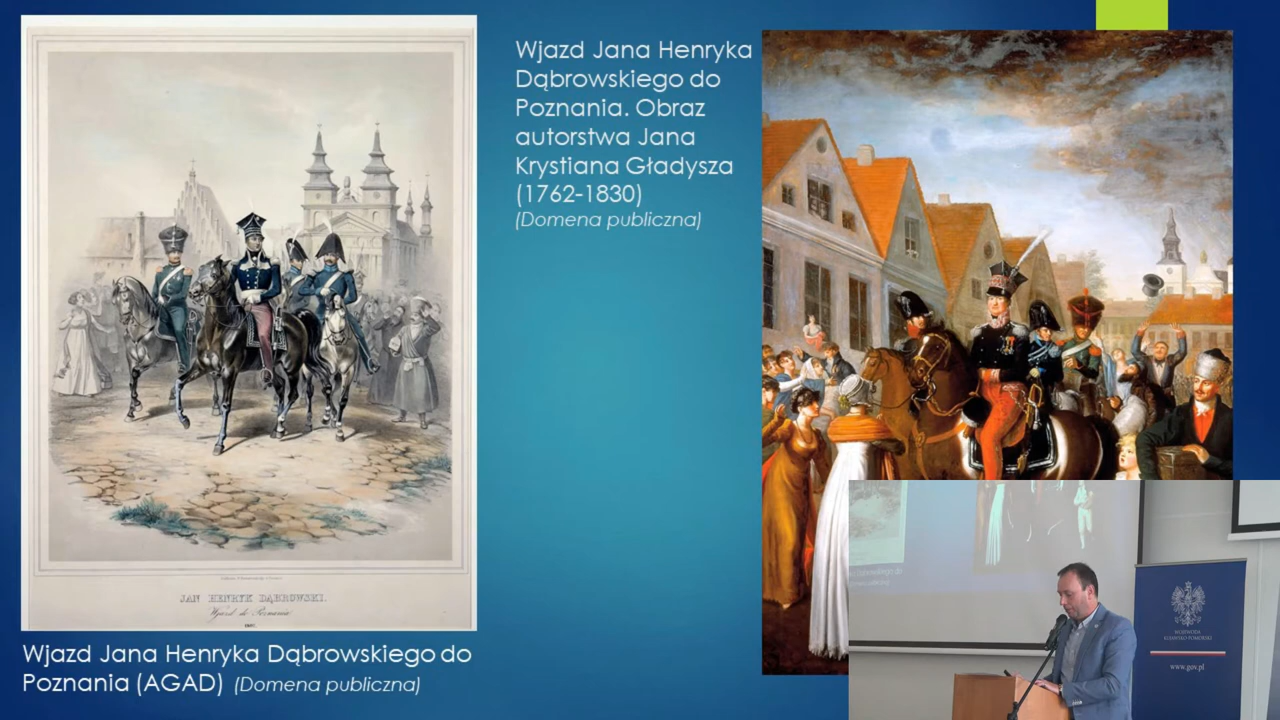 Wjazd Jana Henryka
Dąbrowskiego do
Poznania. Obraz
autorstwa Jana
Krystiana Gładysza
(1762-1830)
(Domena publiczna)
JAN HENRYK DĄBROWSKI.
Wjazd do Poznania
1807.
Wjazd Jana Henryka Dąbrowskiego do
Poznania (AGAD) (Domena publiczna)
WOJEWODA
KUJAWSKO-POMORSKI
www.gov.pl